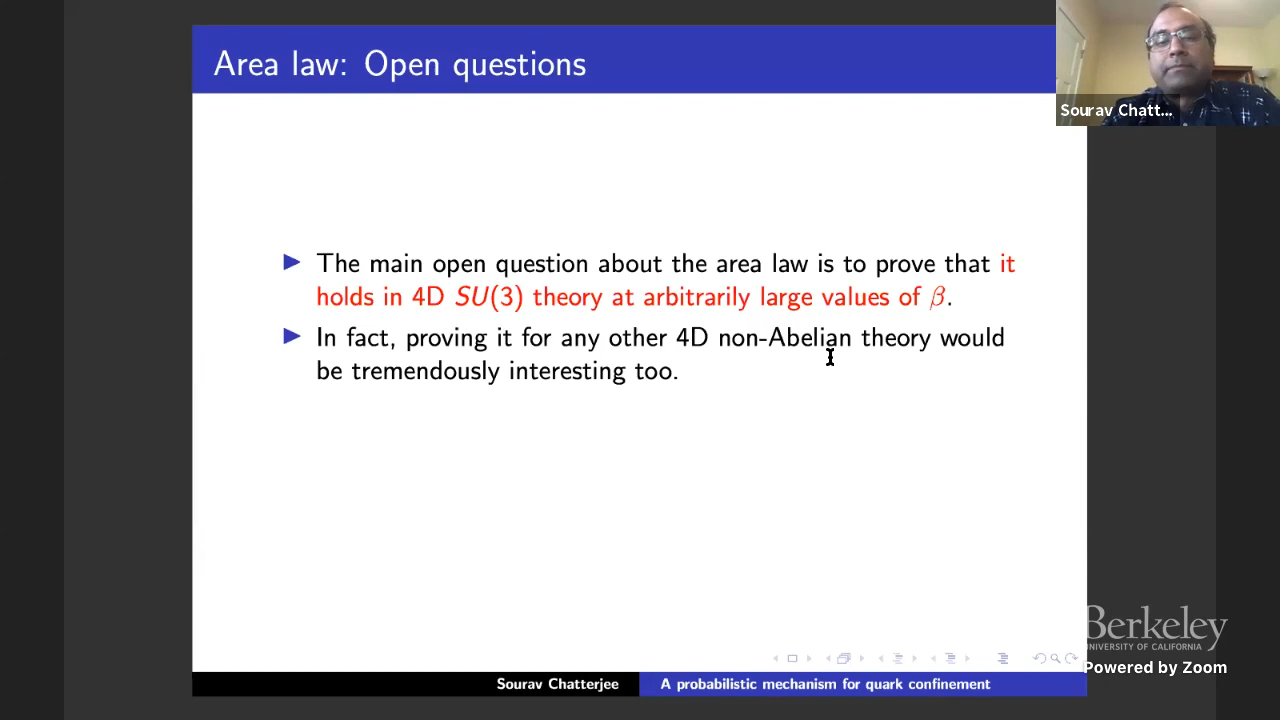 Area law: Open questions
Sourav Chatt...
▶ The main open question about the area law is to prove that it
holds in 4D SU(3) theory at arbitrarily large values of β.
▶ In fact, proving it for any other 4D non-Abelian theory would
be tremendously interesting too.
Berkeley
UNIVERSITY OF CALIFORNIA
Powered by Zoom
Sourav Chatterjee
A probabilistic mechanism for quark confinement